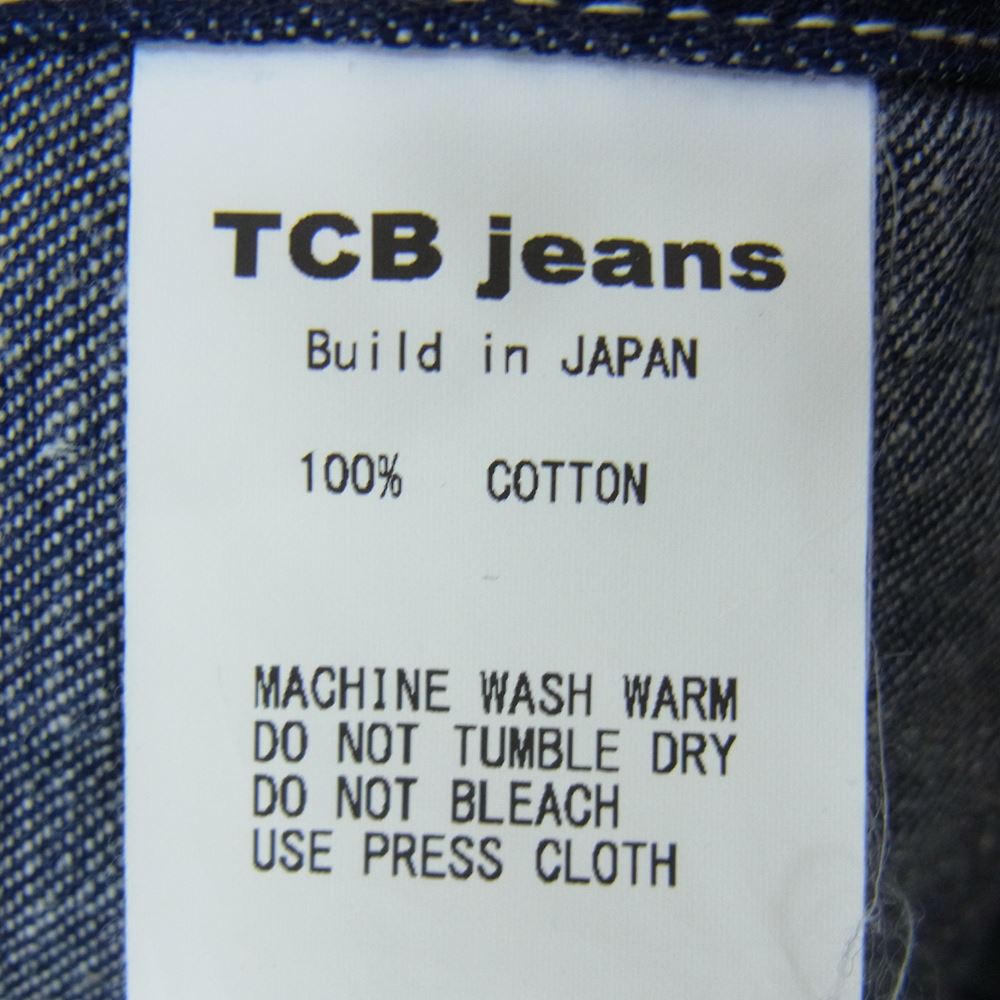 TCB jeans
Build in JAPAN
100% COTTON
MACHINE WASH WARM
DO NOT TUMBLE DRY
DO NOT BLEACH
USE PRESS CLOTH